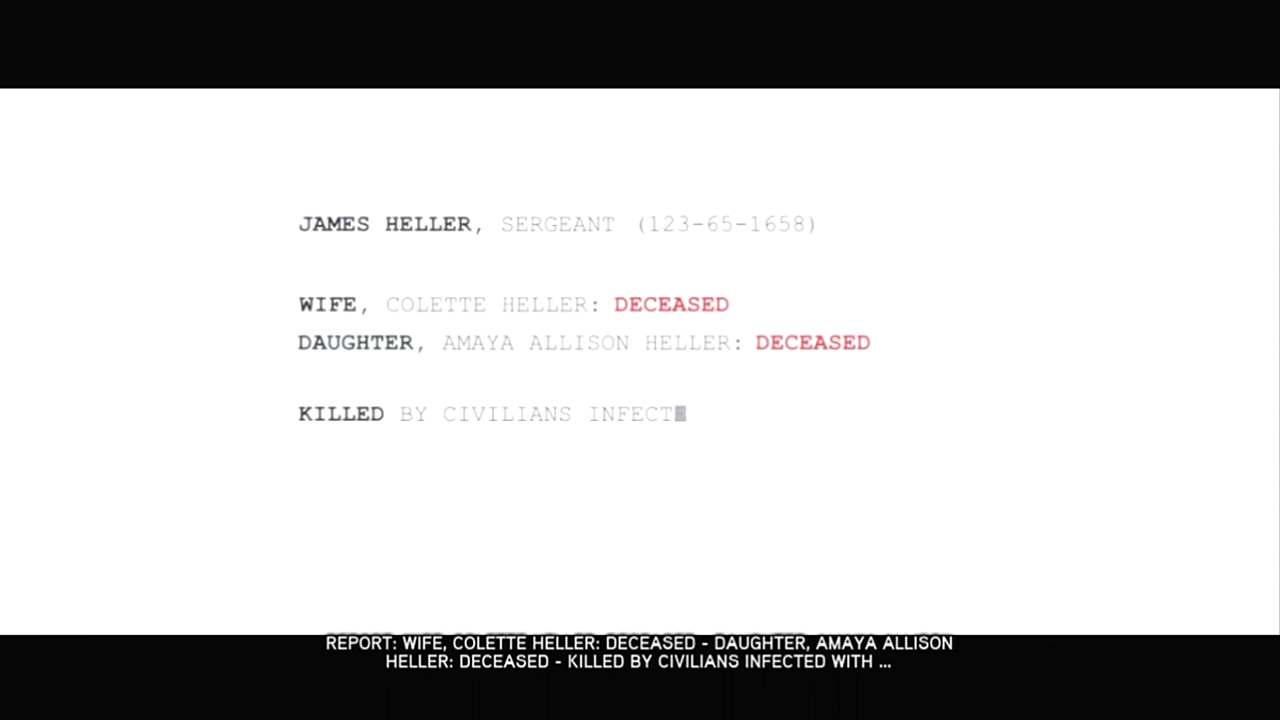 JAMES HELLER, SERGEANT (123-65-1658)
WIFE, COLETTE HELLER: DECEASED
DAUGHTER, AMAYA ALLISON HELLER: DECEASED
KILLED BY CIVILIANS INFECT
REPORT: WIFE, COLETTE HELLER: DECEASED - DAUGHTER, AMAYA ALLISON
HELLER: DECEASED - KILLED BY CIVILIANS INFECTED WITH ...